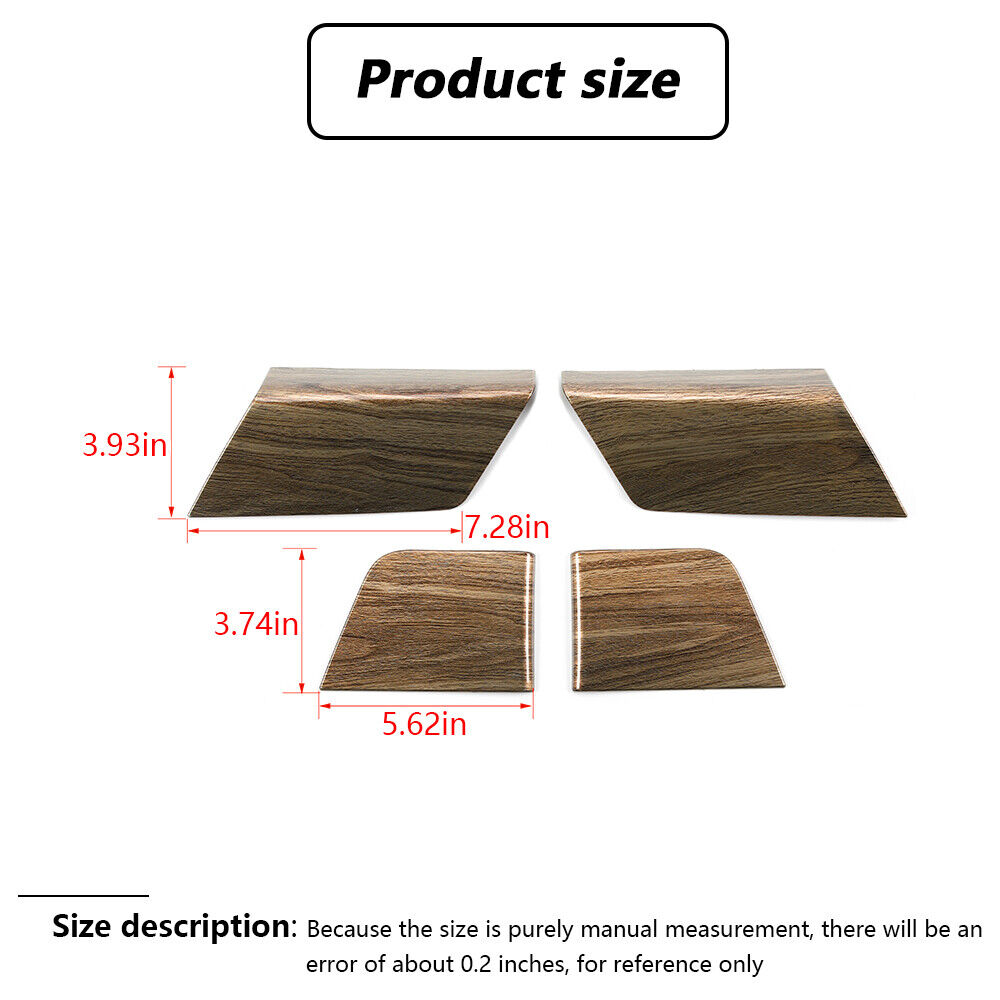 Product size
3.93in
7.28in
3.74in
5.62in
Size description: Because the size is purely manual measurement, there will be an
error of about 0.2 inches, for reference only